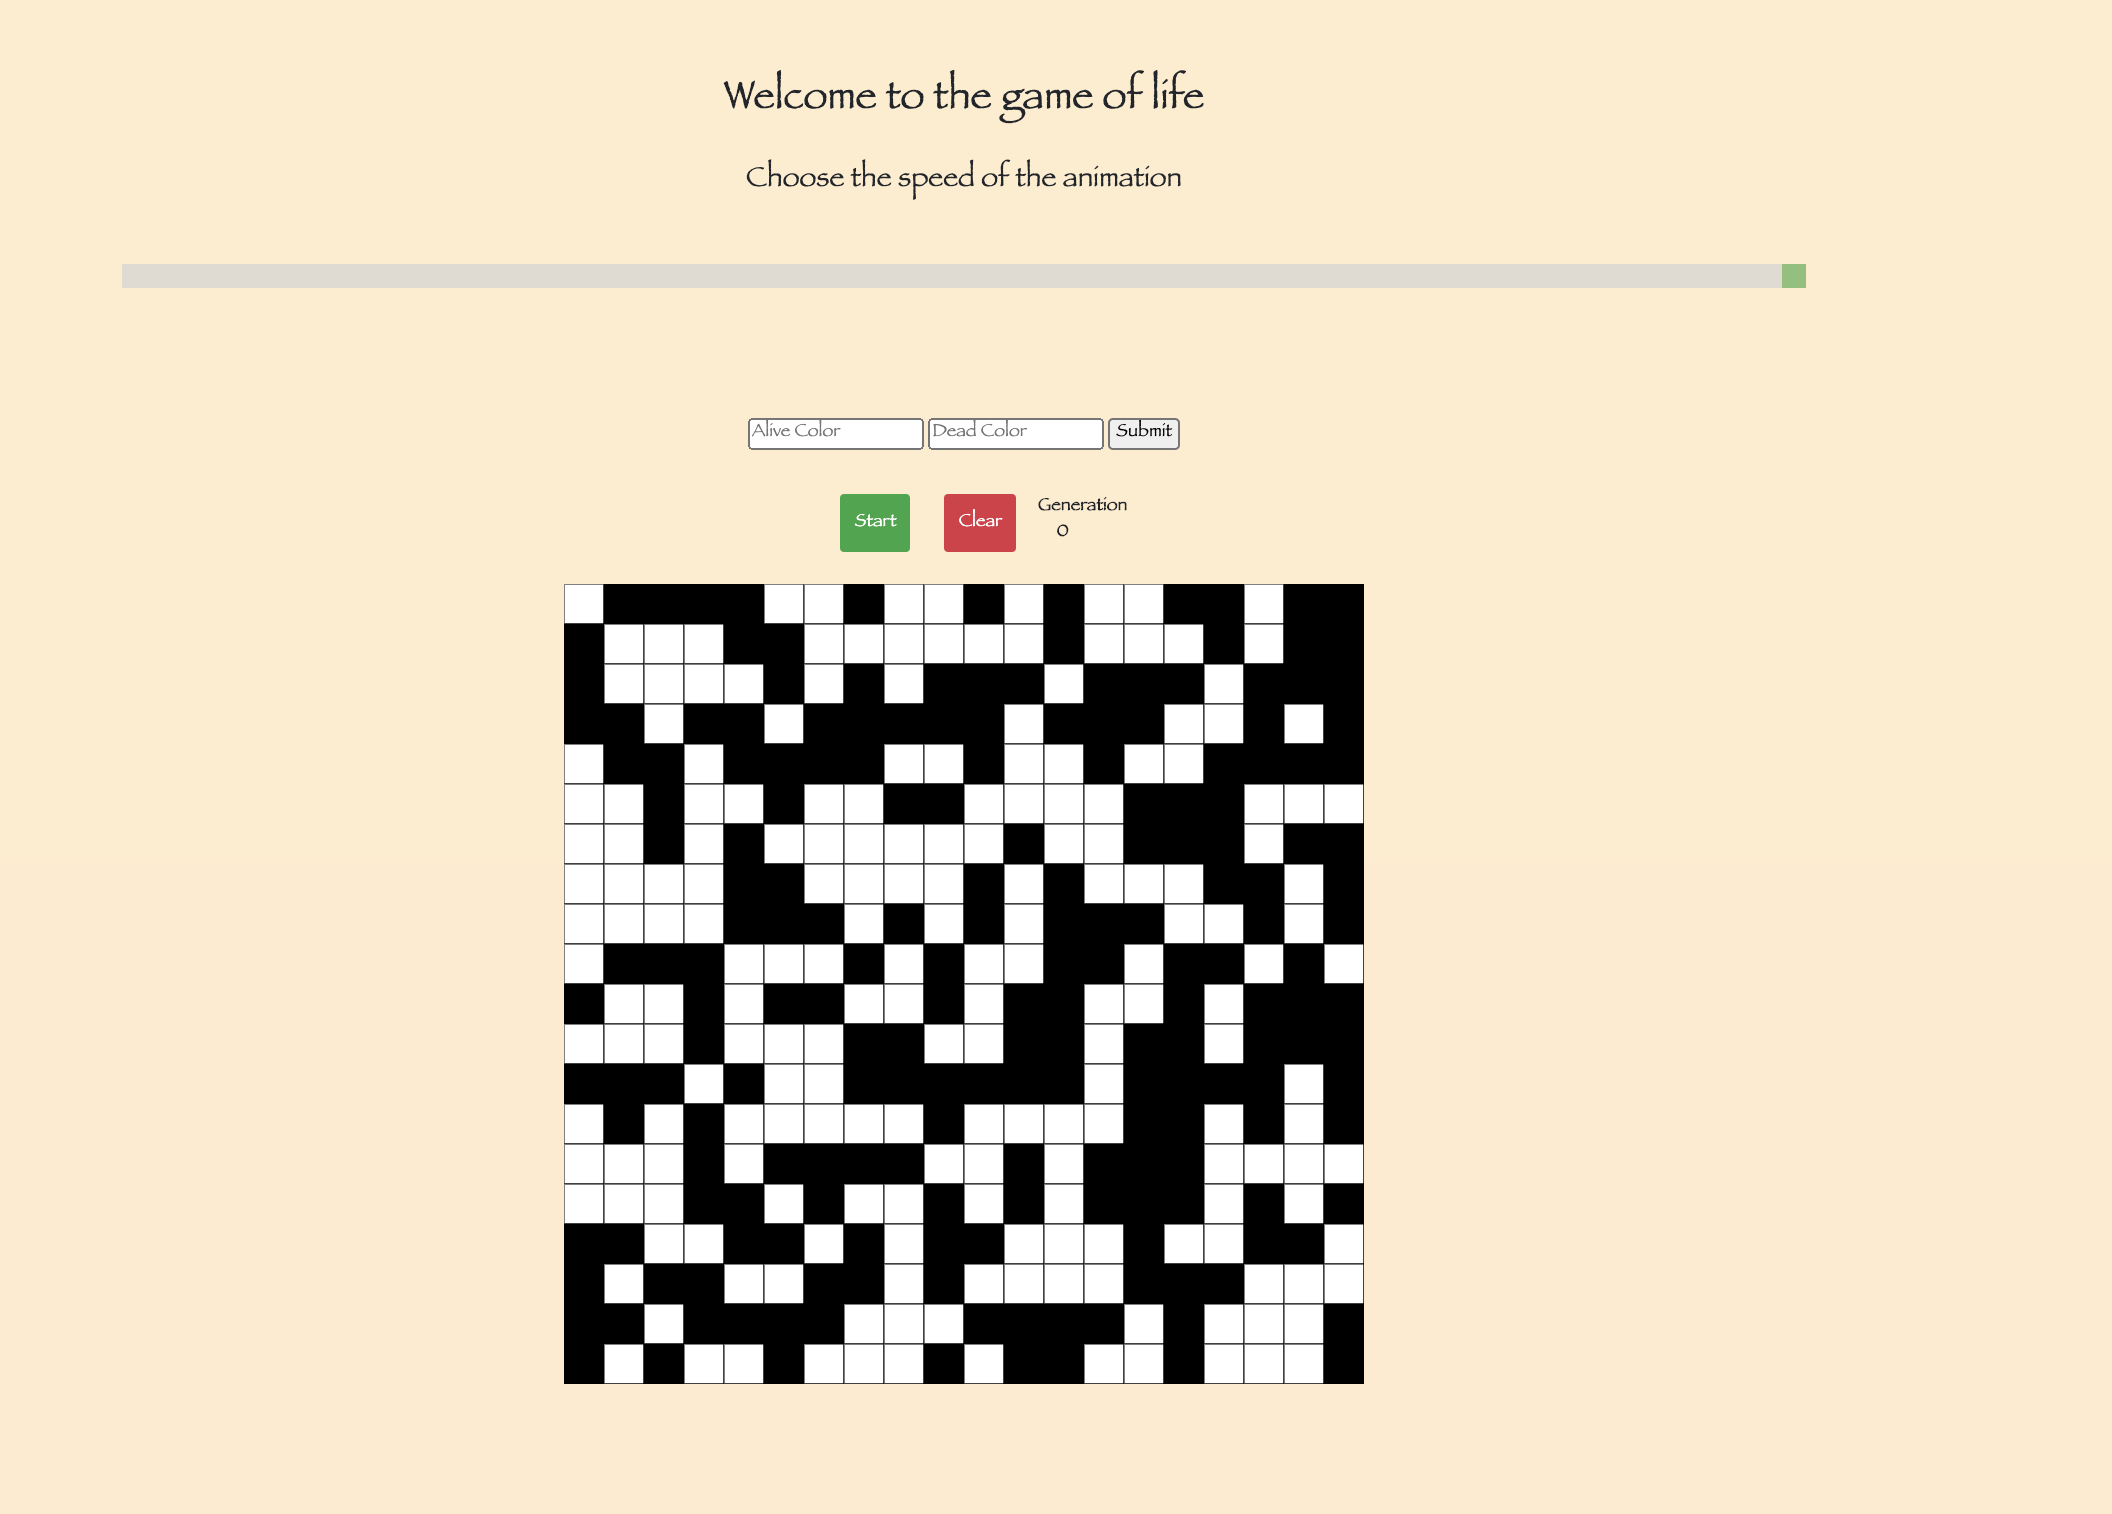 Welcome to the game of life
Choose the speed of the animation
Alive Color Dead Color Submit
Start Clear Generation
0